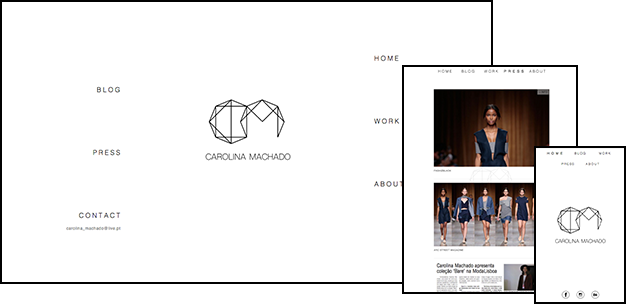 HOME
BLOG
CAROLINA MACHADO
WORK
PRESS
ABOUT
CONTACT
carolina_machado@live.pt
HOME BLOG WORK PRESS ABOUT
Carolina Machado apresenta
coleção 'Bare' na ModaLisboa
HOME BLOG WORK
PRESS ABOUT
CAROLINA MACHADO